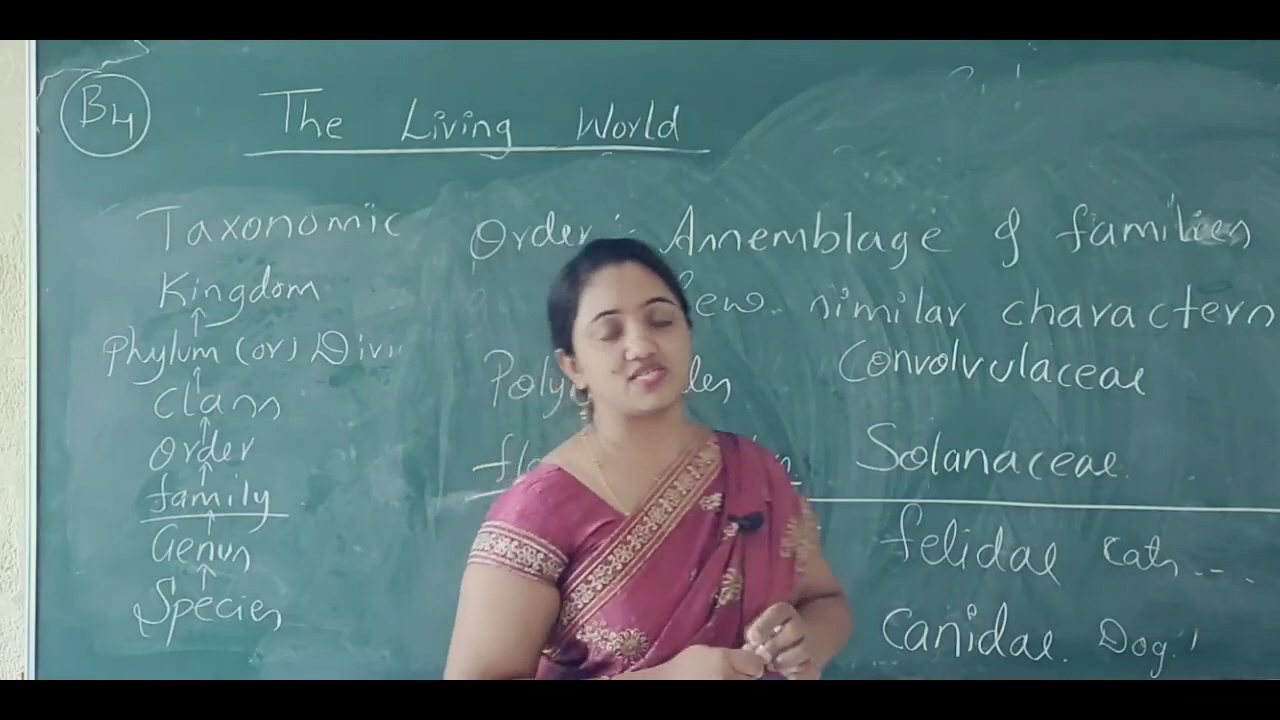 B4
The Living World
Taxonomic
Kingdom
Phylum (or) Divi
Class
Order
family
Genus
Species
Order : Assemblage of families
few similar characters
Convolvulaceae
Solanaceae
felidae Cats ---
Canidae. Dog